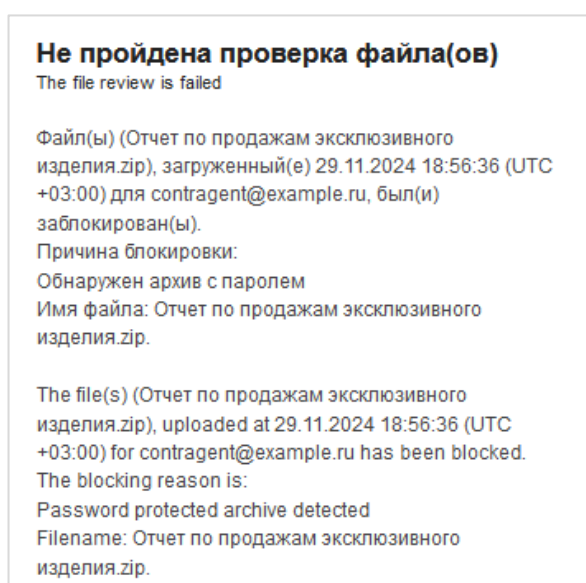 Не пройдена проверка файла(ов)
The file review is failed
Файл(ы) (Отчет по продажам эксклюзивного
изделия.zip), загруженный(е) 29.11.2024 18:56:36 (UTC
+03:00) для contragent@example.ru, был(и)
заблокирован(ы).
Причина блокировки:
Обнаружен архив с паролем
Имя файла: Отчет по продажам эксклюзивного
изделия.zip.
The file(s) (Отчет по продажам эксклюзивного
изделия.zip), uploaded at 29.11.2024 18:56:36 (UTC
+03:00) for contragent@example.ru has been blocked.
The blocking reason is:
Password protected archive detected
Filename: Отчет по продажам эксклюзивного
изделия.zip.